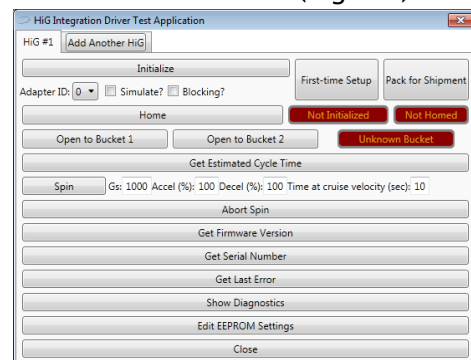 HiG Integration Driver Test Application
HiG #1 Add Another HiG
Initialize
First-time Setup Pack for Shipment
Adapter ID: 0 Simulate? Blocking?
Home Not Initialized Not Homed
Open to Bucket 1 Open to Bucket 2 Unknown Bucket
Get Estimated Cycle Time
Spin Gs: 1000 Accel (%): 100 Decel (%): 100 Time at cruise velocity (sec): 10
Abort Spin
Get Firmware Version
Get Serial Number
Get Last Error
Show Diagnostics
Edit EEPROM Settings
Close